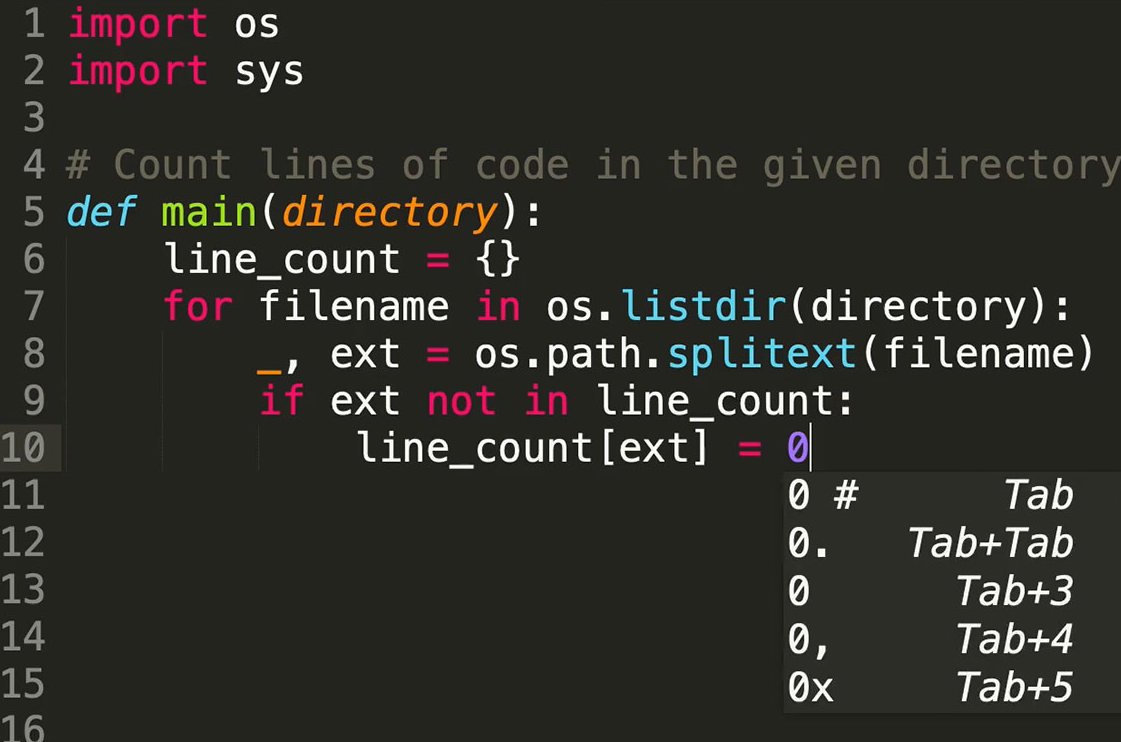 1 import os
2 import sys
3
4 # Count lines of code in the given directory
5 def main(directory):
6     line_count = {}
7     for filename in os.listdir(directory):
8         _, ext = os.path.splitext(filename)
9         if ext not in line_count:
10            line_count[ext] = 0
11 0 # Tab
12 0. Tab+Tab
13 0 Tab+3
14 0, Tab+4
15 0x Tab+5
16